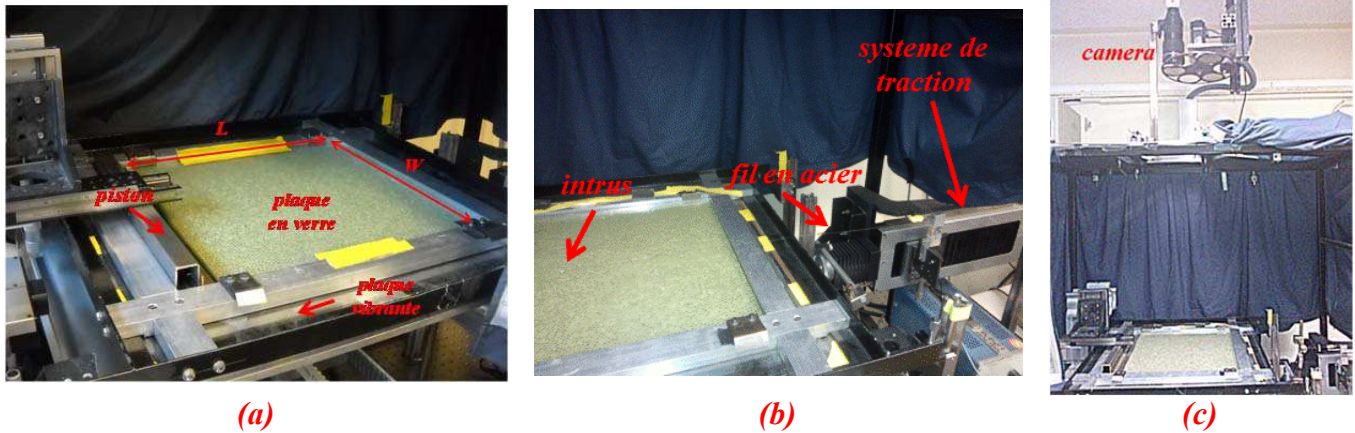 L
W
piston
plaque
en verre
plaque
vibrante
systeme de
traction
fil en acier
intrus
camera
(a)
(b)
(c)